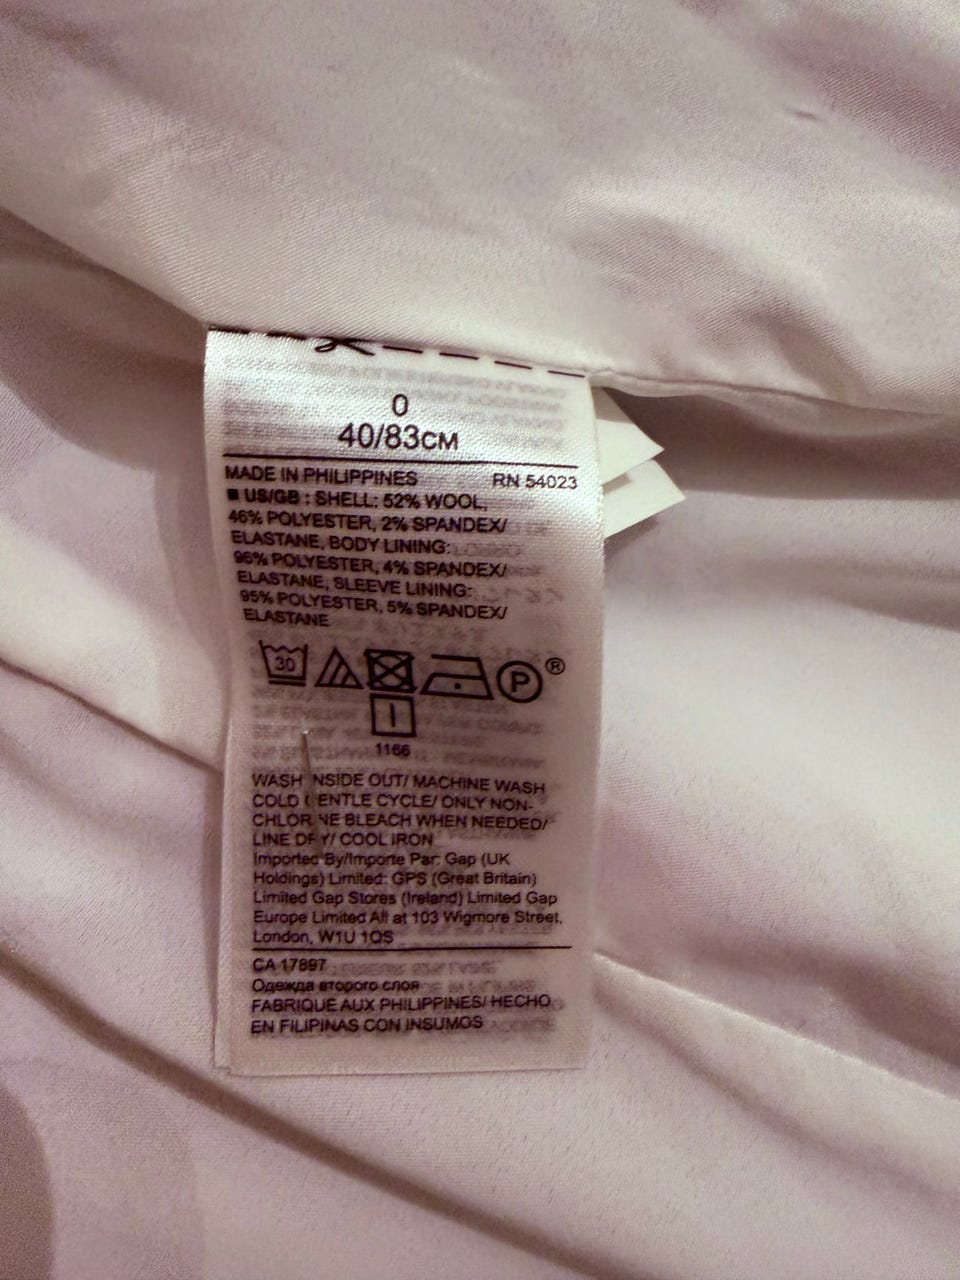 0
40/83CM
MADE IN PHILIPPINES RN 54023
US/GB : SHELL: 52% WOOL,
46% POLYESTER, 2% SPANDEX/
ELASTANE, BODY LINING:
96% POLYESTER, 4% SPANDEX/
ELASTANE, SLEEVE LINING:
95% POLYESTER, 5% SPANDEX/
ELASTANE
30 P ®
1166
WASH INSIDE OUT/ MACHINE WASH
COLD GENTLE CYCLE/ ONLY NON-
CHLORINE BLEACH WHEN NEEDED/
LINE DRY/ COOL IRON
Imported By/Importe Par: Gap (UK
Holdings) Limited: GPS (Great Britain)
Limited Gap Stores (Ireland) Limited Gap
Europe Limited All at 103 Wigmore Street,
London, W1U 1QS
CA 17897
Одежда второго слоя
FABRIQUE AUX PHILIPPINES/ HECHO
EN FILIPINAS CON INSUMOS